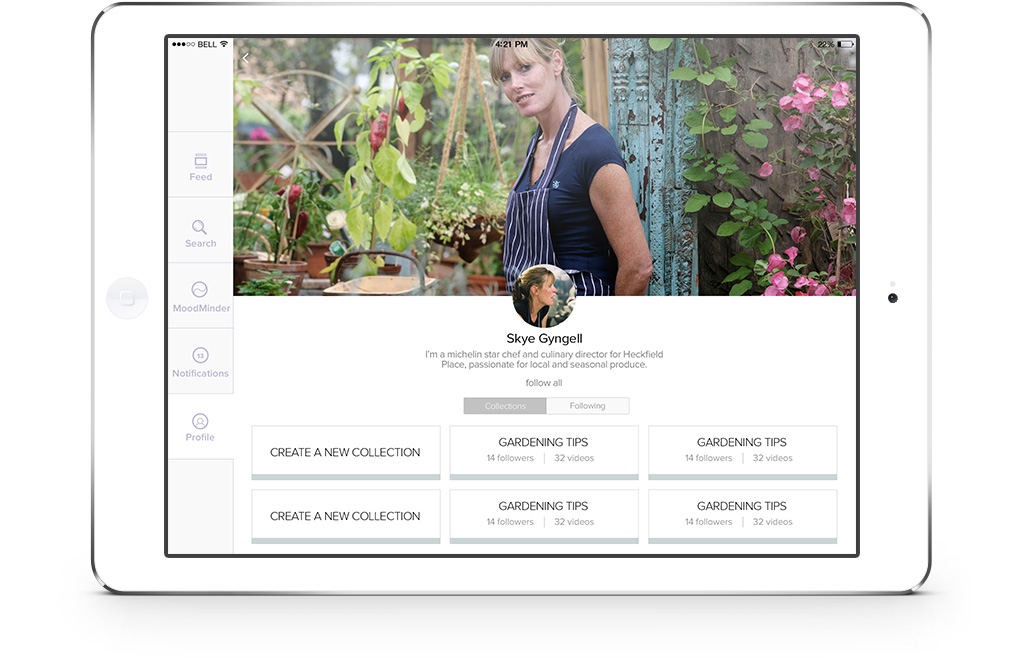 BELL
4:21 PM
22%
Feed
Search
MoodMinder
13
Notifications
Profile
Skye Gyngell
I'm a michelin star chef and culinary director for Heckfield
Place, passionate for local and seasonal produce.
follow all
Collections
Following
CREATE A NEW COLLECTION
GARDENING TIPS
14 followers | 32 videos
GARDENING TIPS
14 followers | 32 videos
CREATE A NEW COLLECTION
GARDENING TIPS
14 followers | 32 videos
GARDENING TIPS
14 followers | 32 videos